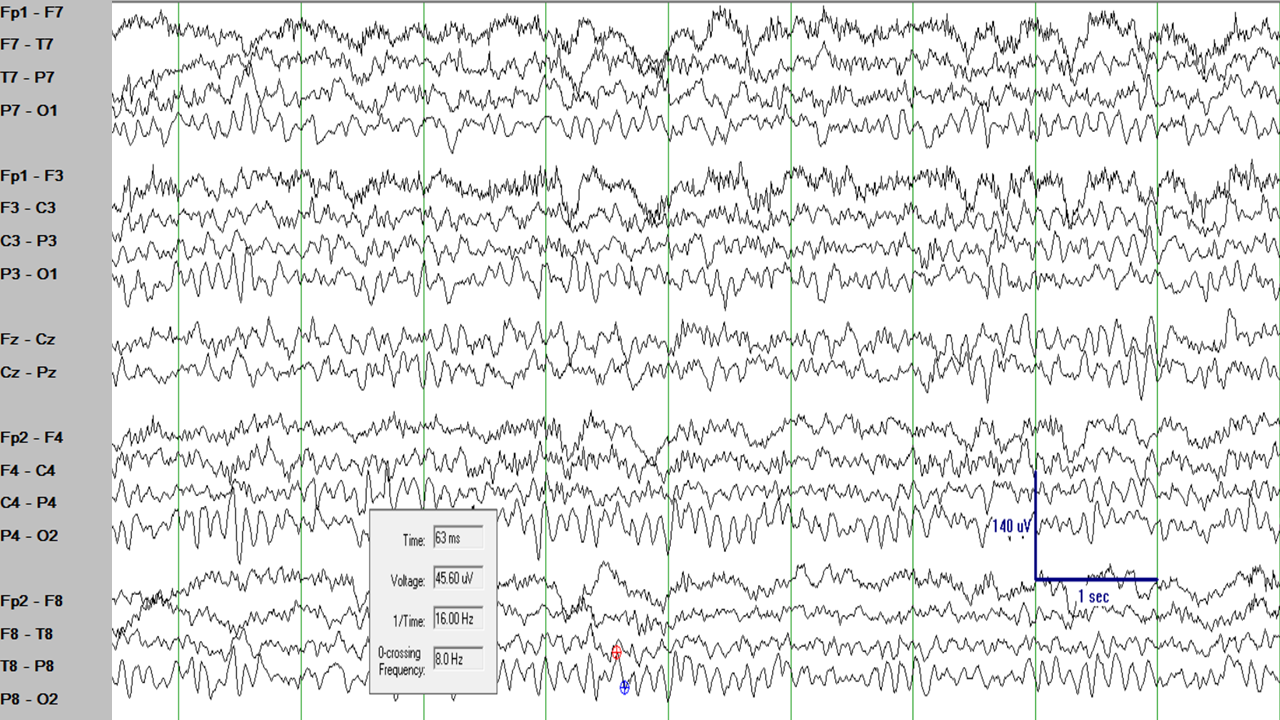 Fp1 - F7
F7 - T7
T7 - P7
P7 - O1
Fp1 - F3
F3 - C3
C3 - P3
P3 - O1
Fz - Cz
Cz - Pz
Fp2 - F4
F4 - C4
C4 - P4
P4 - O2
Fp2 - F8
F8 - T8
T8 - P8
P8 - O2
Time: 63 ms
Voltage: 45.60 uV
1/Time: 16.00 Hz
0-crossing
Frequency: 8.0 Hz
140 uV
1 sec